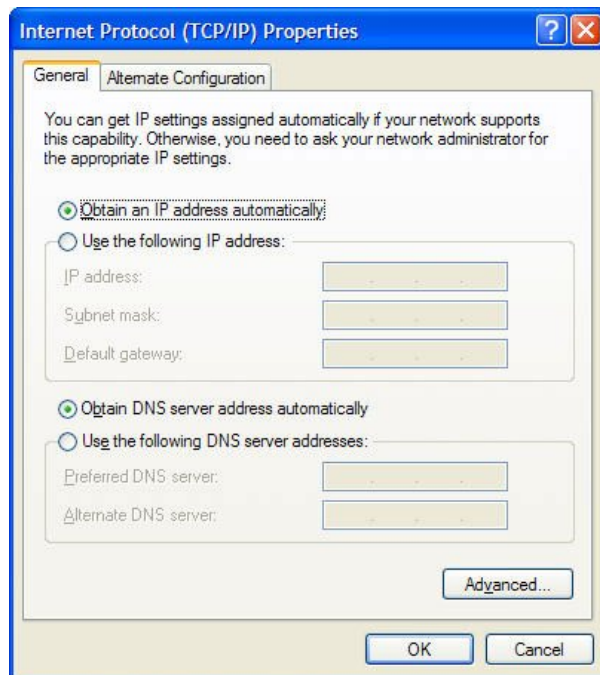 Internet Protocol (TCP/IP) Properties
General
Alternate Configuration
You can get IP settings assigned automatically if your network supports
this capability. Otherwise, you need to ask your network administrator for
the appropriate IP settings.
Obtain an IP address automatically
Use the following IP address:
IP address:
Subnet mask:
Default gateway:
Obtain DNS server address automatically
Use the following DNS server addresses:
Preferred DNS server:
Alternate DNS server:
Advanced...
OK
Cancel